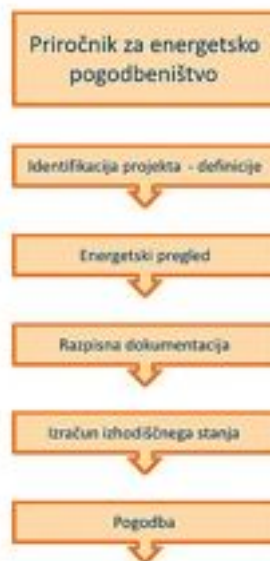 Priročnik za energetsko
pogodbeništvo
Identifikacija projekta - definicije
Energetski pregled
Razpisna dokumentacija
Izračun izhodiščnega stanja
Pogodba